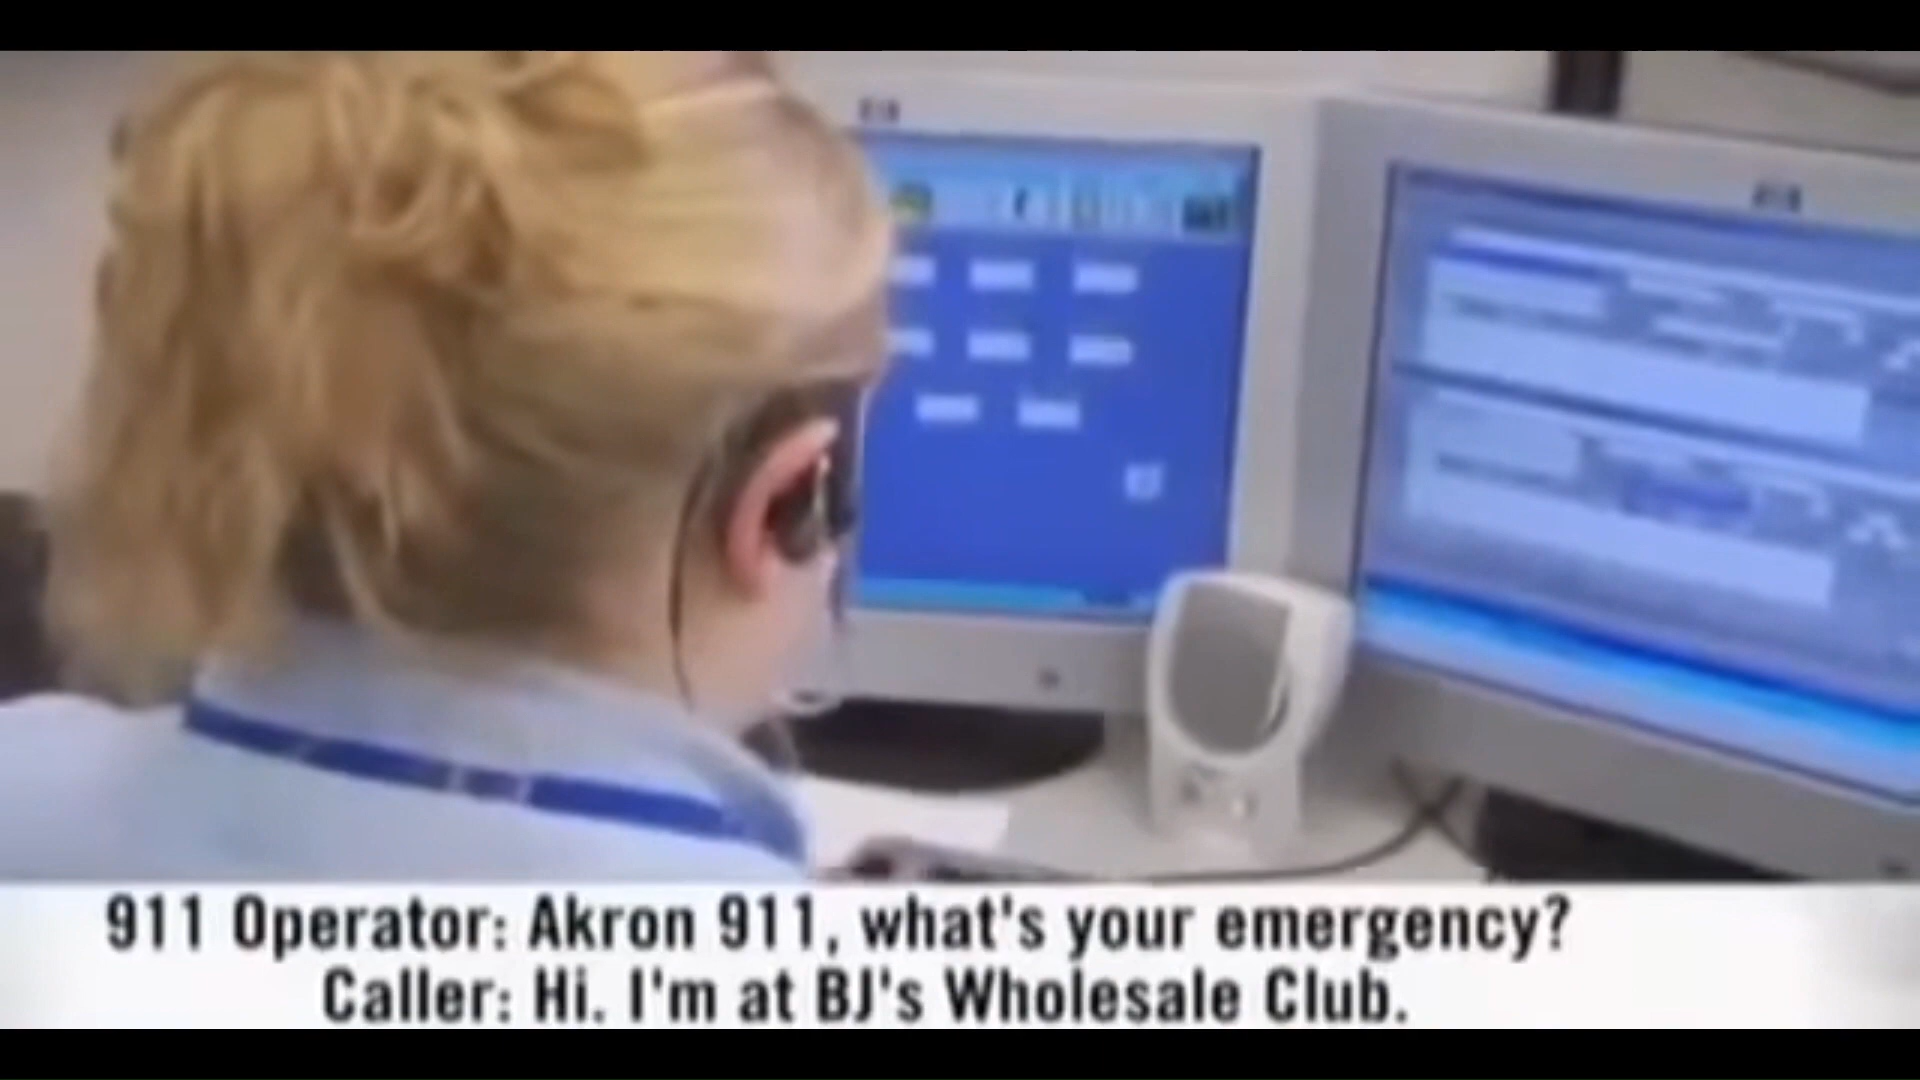 911 Operator: Akron 911, what's your emergency?
Caller: Hi. I'm at BJ's Wholesale Club.